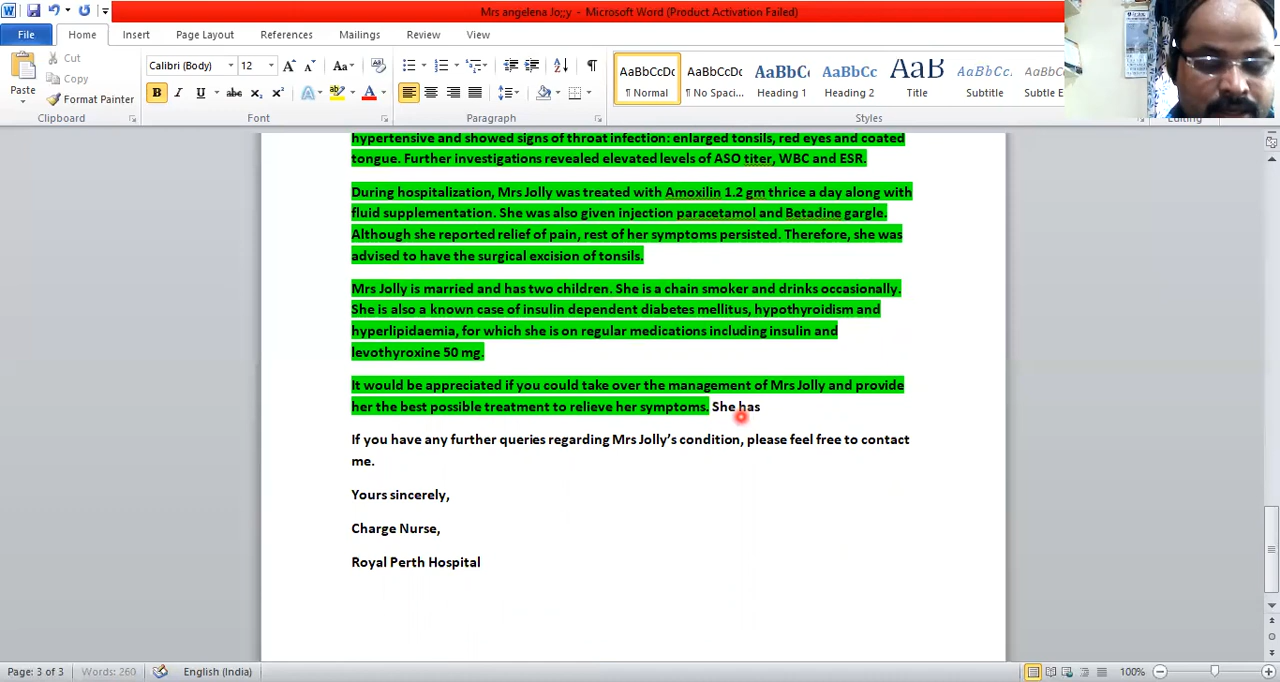 Mrs angelena Jo;;y - Microsoft Word (Product Activation Failed)
File Home Insert Page Layout References Mailings Review View
Cut
Copy
Format Painter
Paste
Clipboard
Calibri (Body) 12
Font
Paragraph
AaBbCcDc AaBbCcDc AaBbCc AaBbCc AaB AaBbCc. AaBbCc
¶ Normal ¶ No Spaci... Heading 1 Heading 2 Title Subtitle Subtle E
Styles
hypertensive and showed signs of throat infection: enlarged tonsils, red eyes and coated
tongue. Further investigations revealed elevated levels of ASO titer, WBC and ESR.
During hospitalization, Mrs Jolly was treated with Amoxilin 1.2 gm thrice a day along with
fluid supplementation. She was also given injection paracetamol and Betadine gargle.
Although she reported relief of pain, rest of her symptoms persisted. Therefore, she was
advised to have the surgical excision of tonsils.
Mrs Jolly is married and has two children. She is a chain smoker and drinks occasionally.
She is also a known case of insulin dependent diabetes mellitus, hypothyroidism and
hyperlipidaemia, for which she is on regular medications including insulin and
levothyroxine 50 mg.
It would be appreciated if you could take over the management of Mrs Jolly and provide
her the best possible treatment to relieve her symptoms. She has
If you have any further queries regarding Mrs Jolly’s condition, please feel free to contact
me.
Yours sincerely,
Charge Nurse,
Royal Perth Hospital
Page: 3 of 3 Words: 260 English (India) 100%